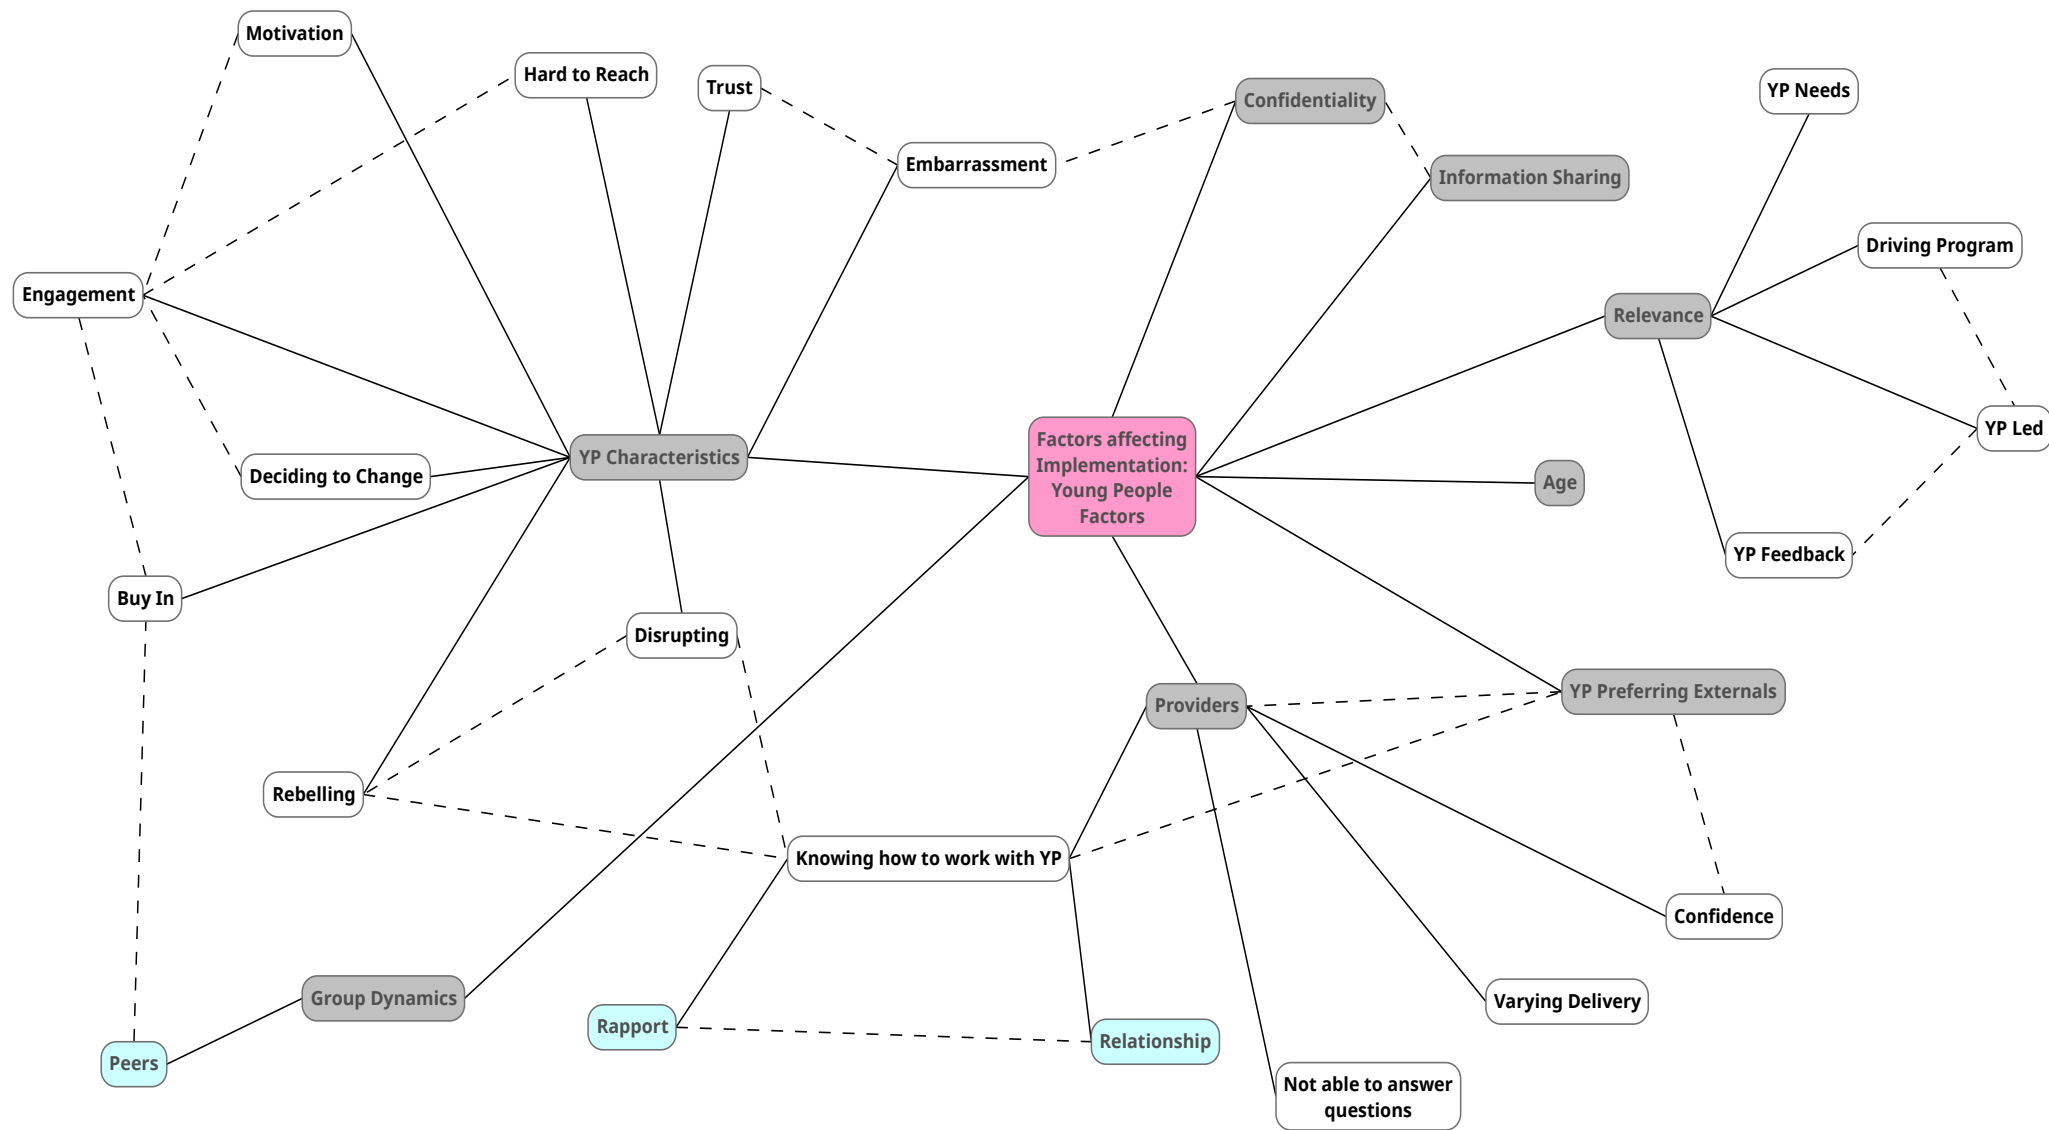 Motivation
Hard to Reach
Trust
YP Needs
Confidentiality
Embarrassment
Information Sharing
Driving Program
Engagement
Relevance
Factors affecting
Implementation:
Young People
Factors
YP Led
YP Characteristics
Deciding to Change
Age
YP Feedback
Buy In
Disrupting
YP Preferring Externals
Providers
Rebelling
Knowing how to work with YP
Confidence
Group Dynamics
Varying Delivery
Rapport
Relationship
Peers
Not able to answer
questions